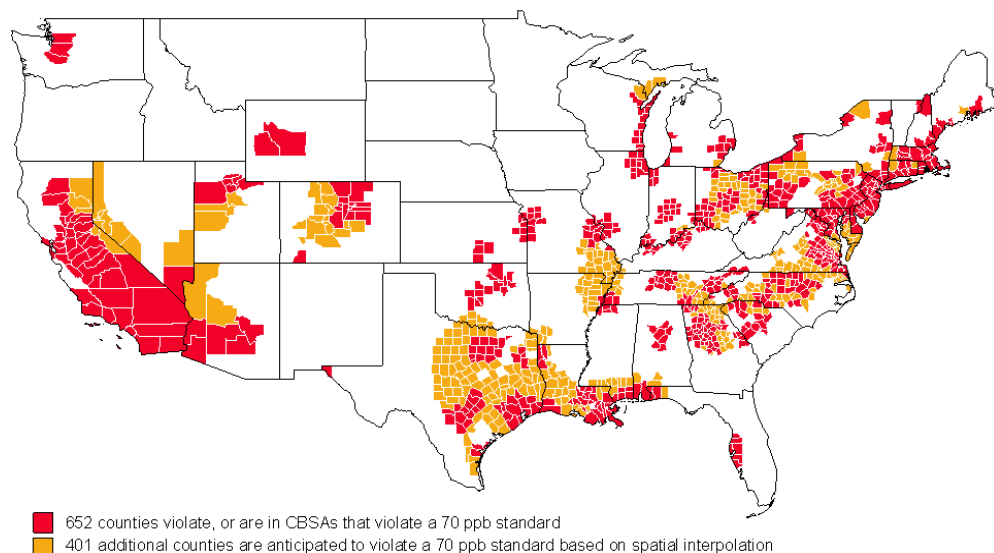 652 counties violate, or are in CBSAs that violate a 70 ppb standard
401 additional counties are anticipated to violate a 70 ppb standard based on spatial interpolation